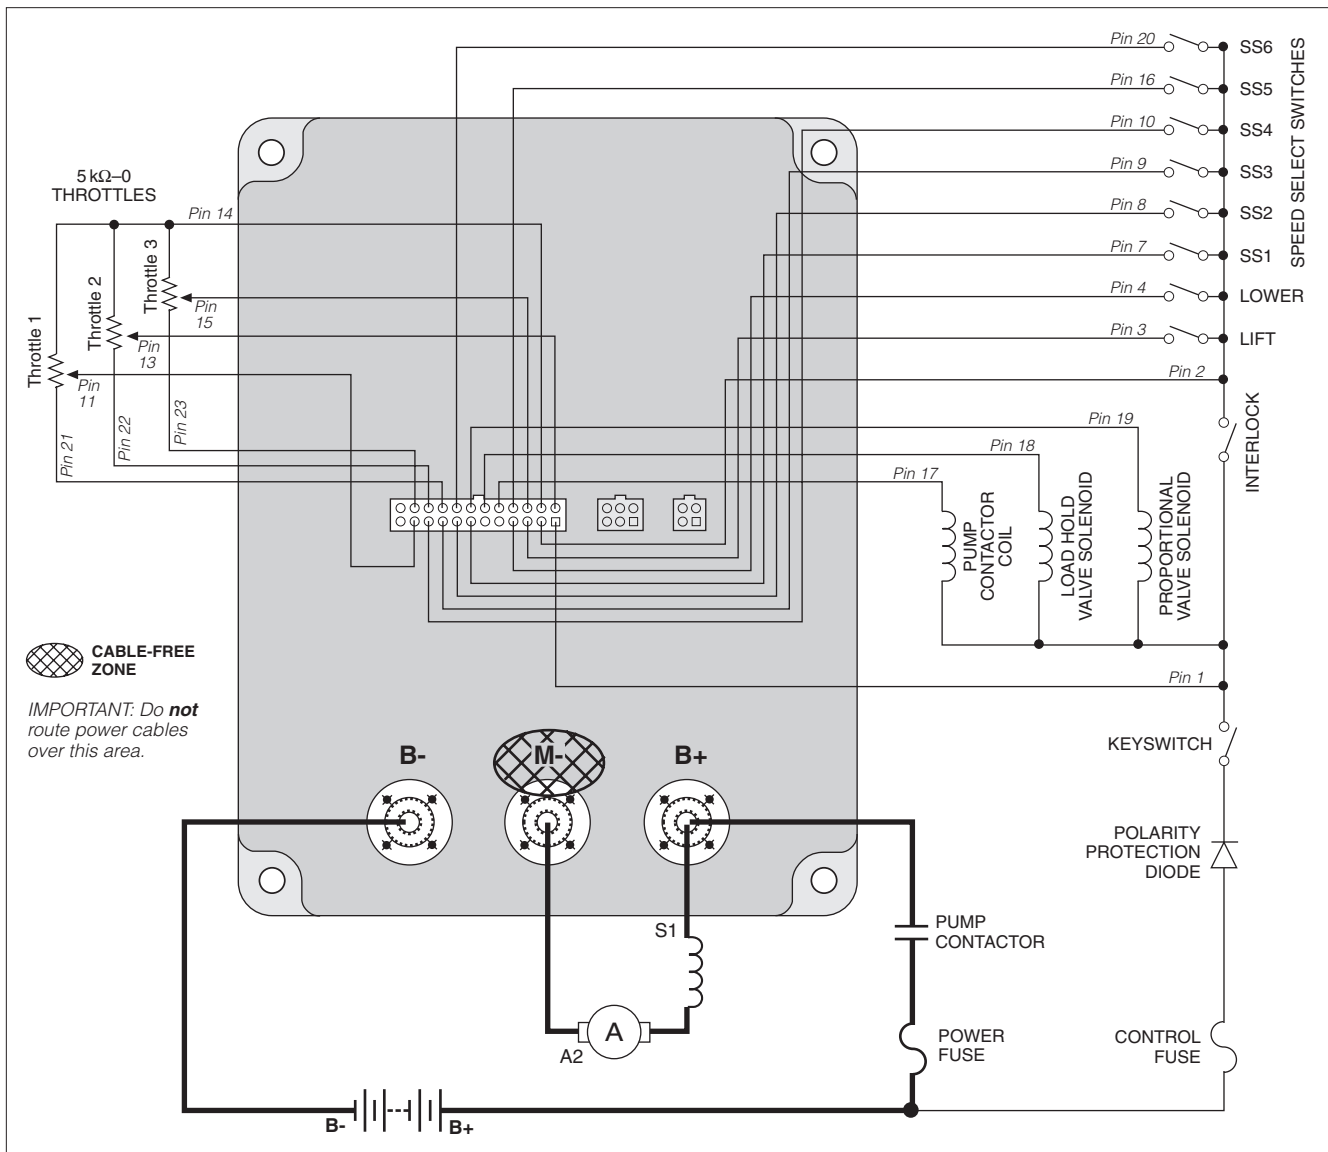 Pin 20
SS6
Pin 16
SS5
Pin 10
SS4
Pin 9
SS3
Pin 8
SS2
Pin 7
SS1
Pin 4
LOWER
Pin 3
LIFT
SPEED SELECT SWITCHES
Pin 2
INTERLOCK
5 kΩ–0
THROTTLES
Pin 14
Throttle 3
Pin
15
Throttle 2
Pin
13
Throttle 1
Pin
11
Pin 21
Pin 22
Pin 23
Pin 19
Pin 18
Pin 17
PUMP
CONTACTOR
COIL
LOAD HOLD
VALVE SOLENOID
PROPORTIONAL
VALVE SOLENOID
CABLE-FREE
ZONE
IMPORTANT: Do not
route power cables
over this area.
Pin 1
KEYSWITCH
B-
M-
B+
POLARITY
PROTECTION
DIODE
S1
PUMP
CONTACTOR
A
A2
POWER
FUSE
CONTROL
FUSE
B-
B+